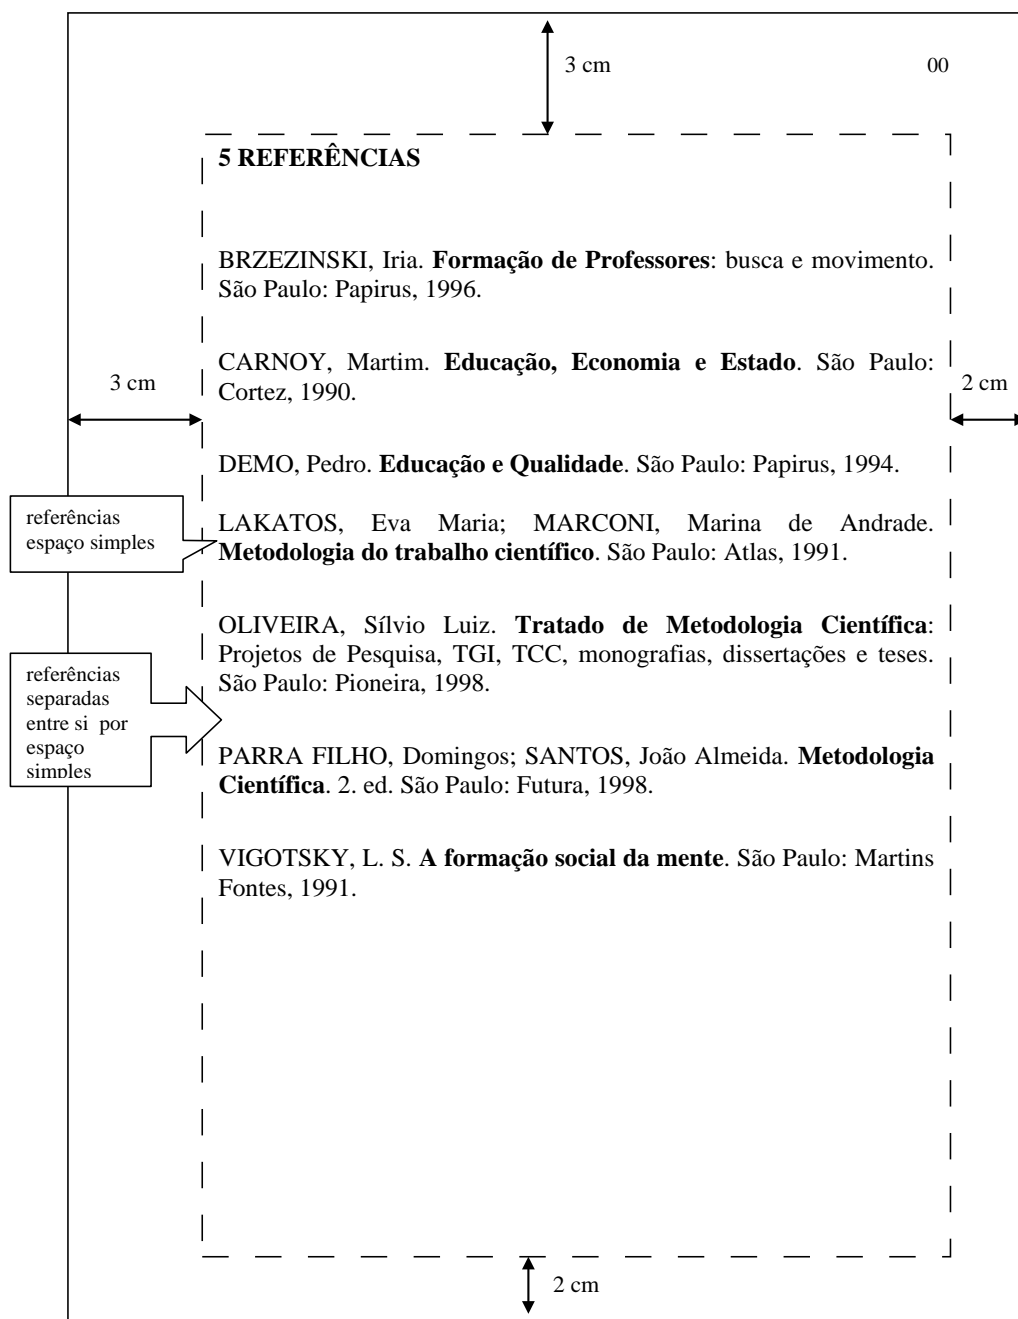 3 cm
00
5 REFERÊNCIAS
BRZEZINSKI, Iria. Formação de Professores: busca e movimento.
São Paulo: Papirus, 1996.
CARNOY, Martim. Educação, Economia e Estado. São Paulo:
Cortez, 1990.
3 cm
2 cm
DEMO, Pedro. Educação e Qualidade. São Paulo: Papirus, 1994.
referências
espaço simples
LAKATOS, Eva Maria; MARCONI, Marina de Andrade.
Metodologia do trabalho científico. São Paulo: Atlas, 1991.
OLIVEIRA, Sílvio Luiz. Tratado de Metodologia Científica:
Projetos de Pesquisa, TGI, TCC, monografias, dissertações e teses.
São Paulo: Pioneira, 1998.
referências
separadas
entre si por
espaço
simples
PARRA FILHO, Domingos; SANTOS, João Almeida. Metodologia
Científica. 2. ed. São Paulo: Futura, 1998.
VIGOTSKY, L. S. A formação social da mente. São Paulo: Martins
Fontes, 1991.
2 cm